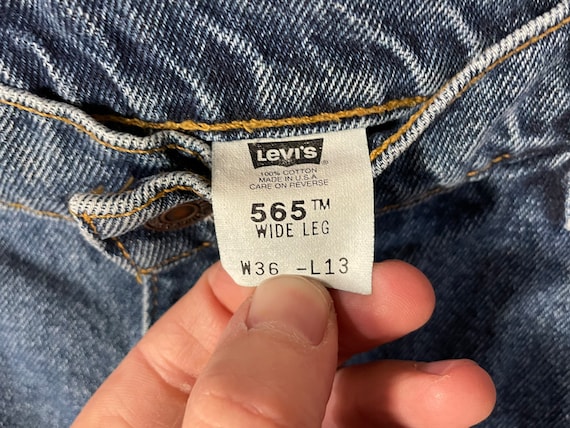 Levi's ®
100% COTTON
MADE IN U.S.A
CARE ON REVERSE
565™
WIDE LEG
W36 -L13